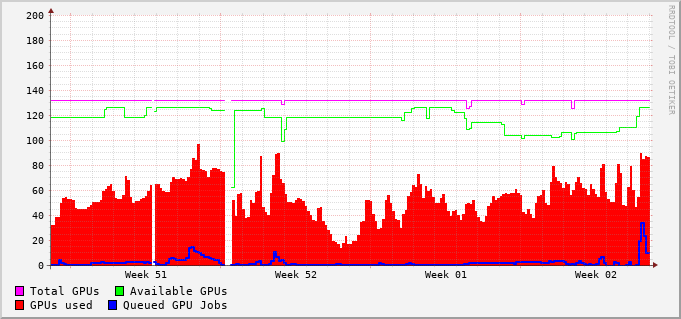 200
180
160
140
120
100
80
60
40
20
0
Week 51 Week 52 Week 01 Week 02
Total GPUs Available GPUs
GPUs used Queued GPU Jobs
RRDTOOL / TOBI OETIKER